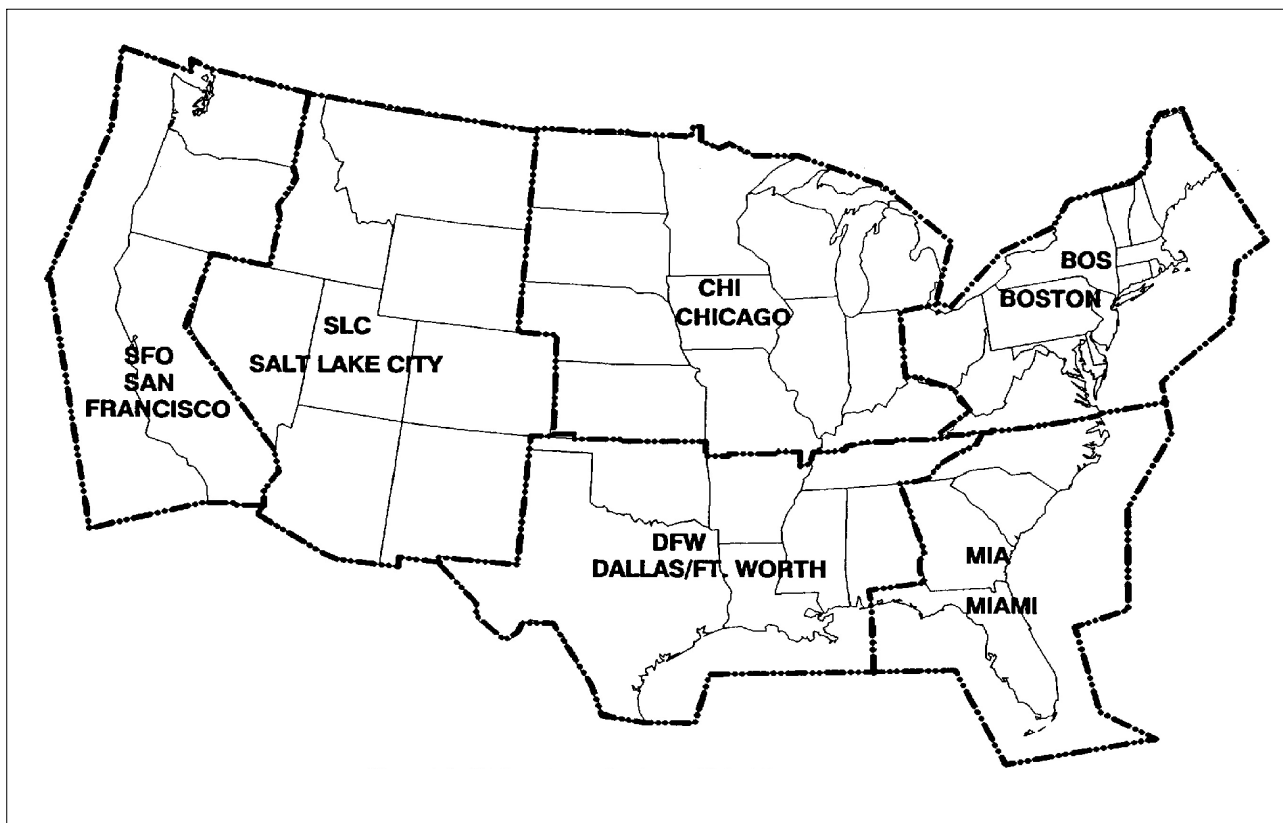 BOS
BOSTON
CHI
CHICAGO
SLC
SALT LAKE CITY
SFO
SAN
FRANCISCO
DFW
DALLAS/FT. WORTH
MIA
MIAMI